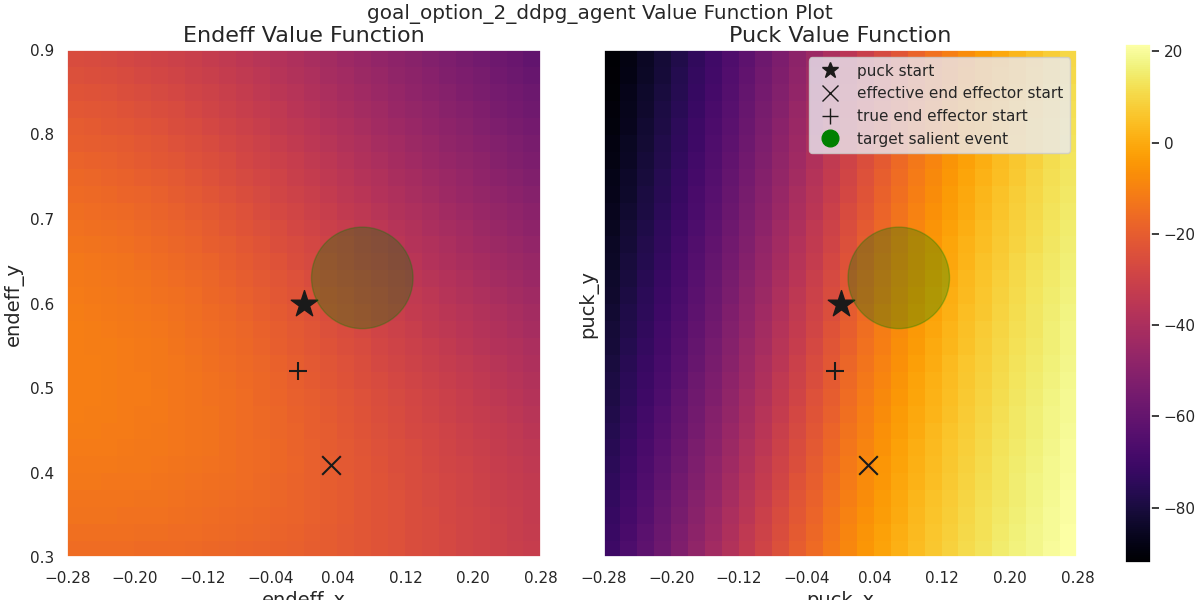 goal_option_2_ddpg_agent Value Function Plot
Endeff Value Function
0.9
0.8
0.7
0.6
0.5
0.4
0.3
endeff_y
−0.28 −0.20 −0.12 −0.04 0.04 0.12 0.20 0.28
endeff_x
Puck Value Function
puck start
effective end effector start
true end effector start
target salient event
puck_y
−0.28 −0.20 −0.12 −0.04 0.04 0.12 0.20 0.28
puck_x
20
0
−20
−40
−60
−80